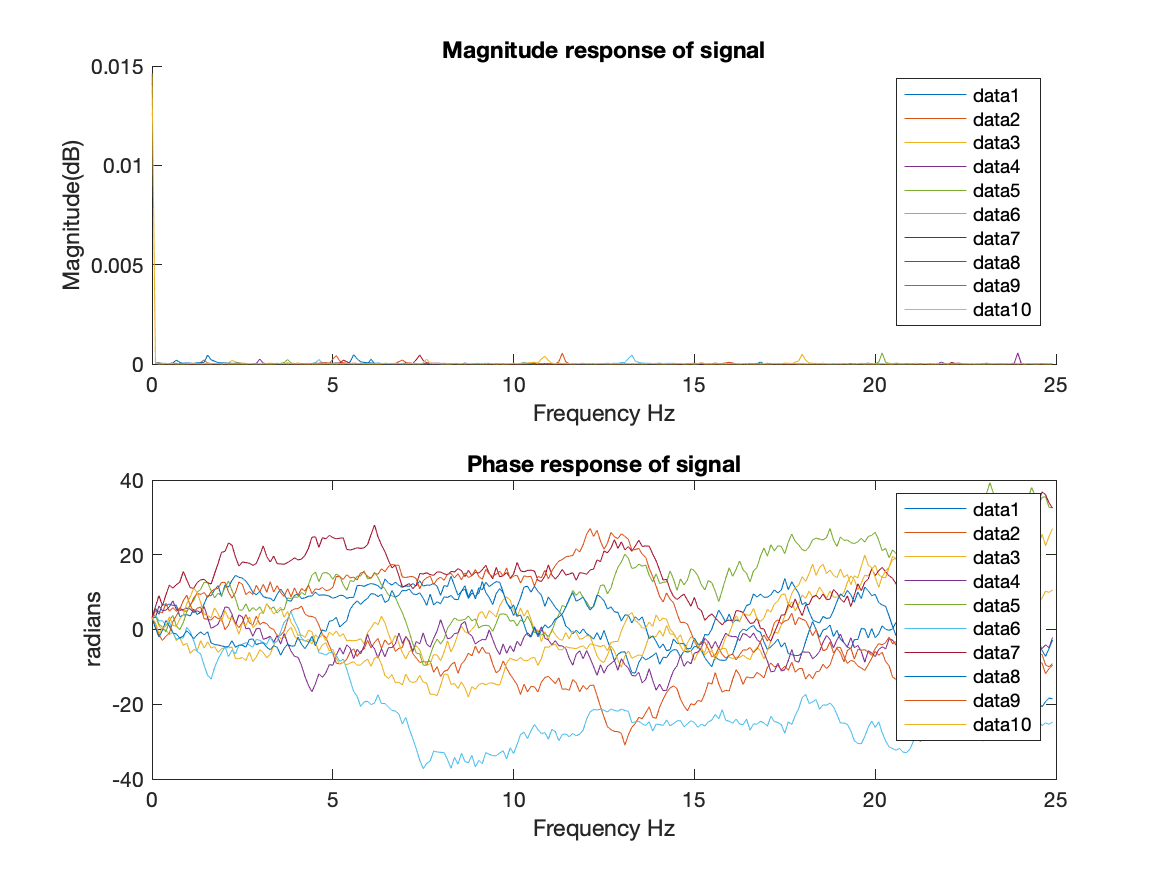 Magnitude response of signal
0.015
0.01
0.005
0
Magnitude(dB)
data1
data2
data3
data4
data5
data6
data7
data8
data9
data10
0 5 10 15 20 25
Frequency Hz
Phase response of signal
40
20
0
-20
-40
radians
data1
data2
data3
data4
data5
data6
data7
data8
data9
data10
0 5 10 15 20 25
Frequency Hz